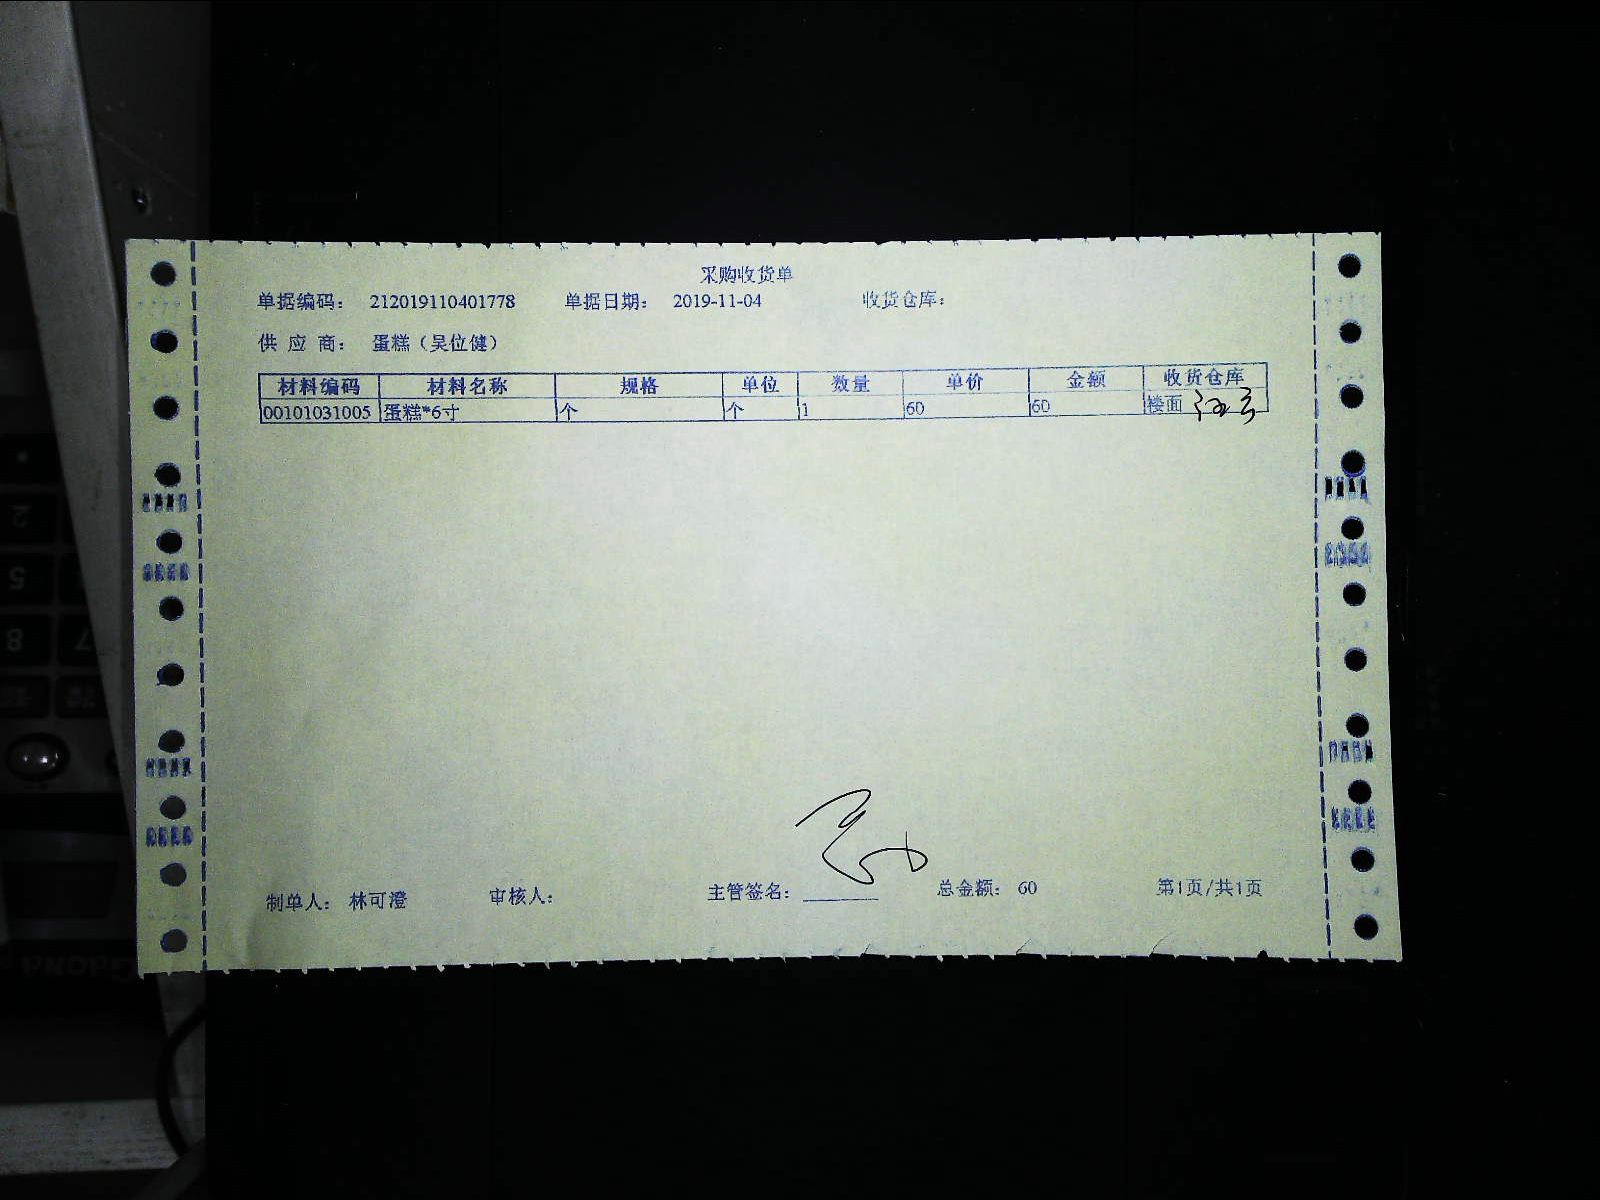 采购收货单
单据编码： 212019110401778 单据日期： 2019-11-04 收货仓库：
供 应 商： 蛋糕（吴位健）
材料编码 材料名称 规格 单位 数量 单价 金额 收货仓库
00101031005 蛋糕*6寸 个 个 1 60 60 楼面
制单人： 林可澄 审核人： 主管签名： 总金额： 60 第1页/共1页